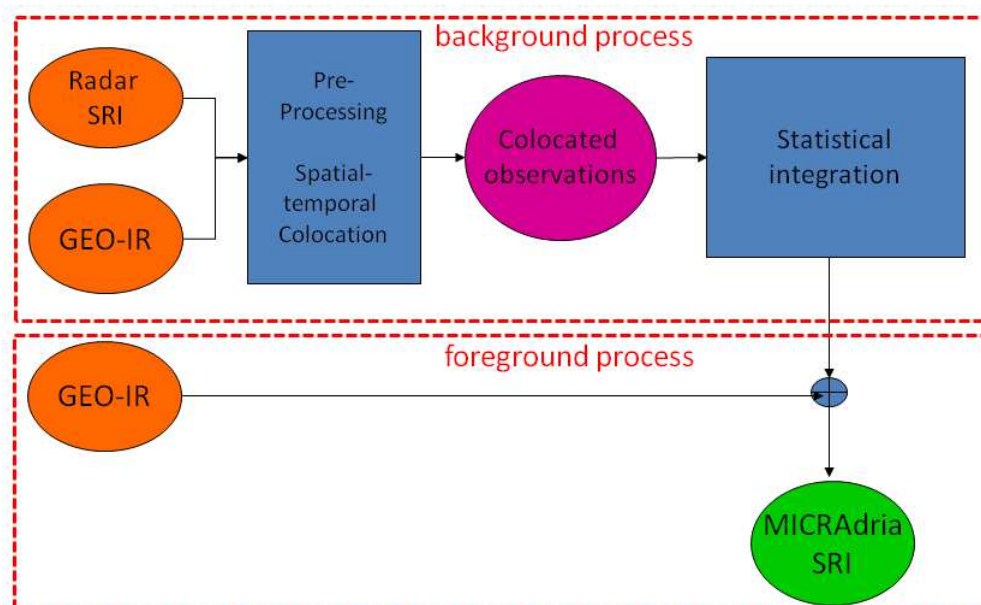 background process
Radar
SRI
GEO-IR
Pre-
Processing
Spatial-
temporal
Colocation
Colocated
observations
Statistical
integration
foreground process
GEO-IR
MICRAdria
SRI